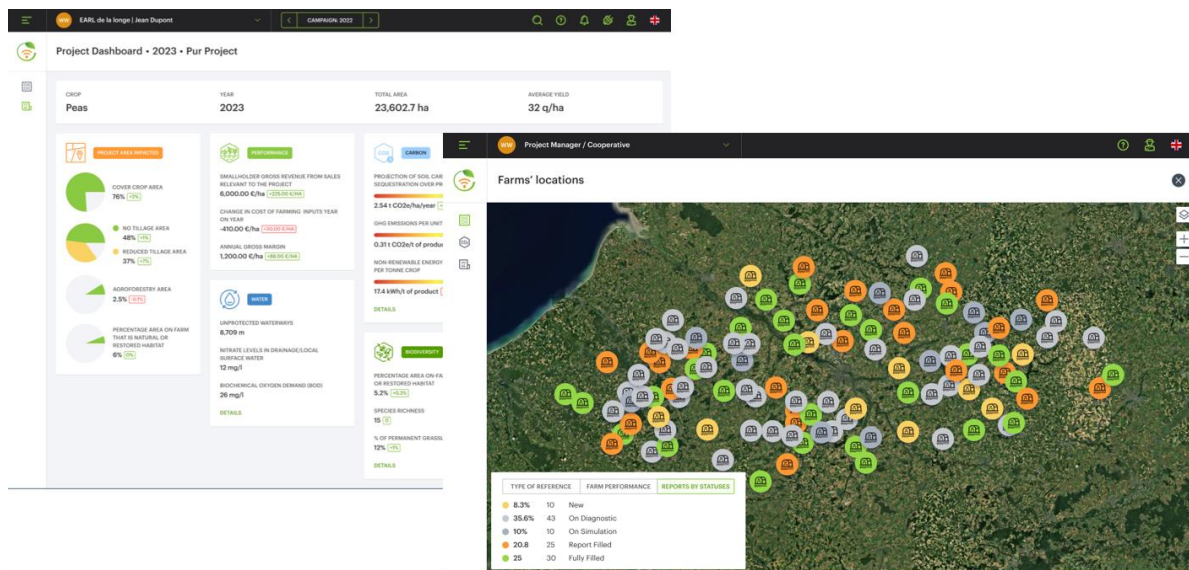 WW EARL de la longe | Jean Dupont
CAMPAIGN: 2022
Project Dashboard • 2023 • Pur Project
CROP
Peas
YEAR
2023
TOTAL AREA
23,602.7 ha
AVERAGE YIELD
32 q/ha
PROJECT AREA IMPACTED
COVER CROP AREA
76% +3%
NO TILLAGE AREA
48% +1%
REDUCED TILLAGE AREA
37% +7%
AGROFORESTRY AREA
2.5%
PERCENTAGE AREA ON FARM
THAT IS NATURAL OR
RESTORED HABITAT
6% 0%
PERFORMANCE
SMALLHOLDER GROSS REVENUE FROM SALES
RELEVANT TO THE PROJECT
6,000.00 €/ha +225.00 €/HA
CHANGE IN COST OF FARMING INPUTS YEAR
ON YEAR
-410.00 €/ha
ANNUAL GROSS MARGIN
1,200.00 €/ha
WATER
UNPROTECTED WATERWAYS
8,709 m
NITRATE LEVELS IN DRAINAGE/LOCAL
SURFACE WATER
12 mg/l
BIOCHEMICAL OXYGEN DEMAND (BOD)
26 mg/l
DETAILS
CO2
CARBON
PROJECTION OF SOIL CAR
SEQUESTRATION OVER PR
2.54 t CO2e/ha/year
GHG EMISSIONS PER UNIT
0.31 t CO2e/t of produ
NON-RENEWABLE ENERGY
PER TONNE CROP
17.4 kWh/t of product
DETAILS
BIODIVERSITY
PERCENTAGE AREA ON-FA
OR RESTORED HABITAT
5.2% +0.2%
SPECIES RICHNESS
15 0
% OF PERMANENT GRASSL
12% +1%
DETAILS
WW Project Manager / Cooperative
Farms' locations
TYPE OF REFERENCE FARM PERFORMANCE REPORTS BY STATUSES
8.3% 10 New
35.6% 43 On Diagnostic
10% 10 On Simulation
20.8 25 Report Filled
25 30 Fully Filled